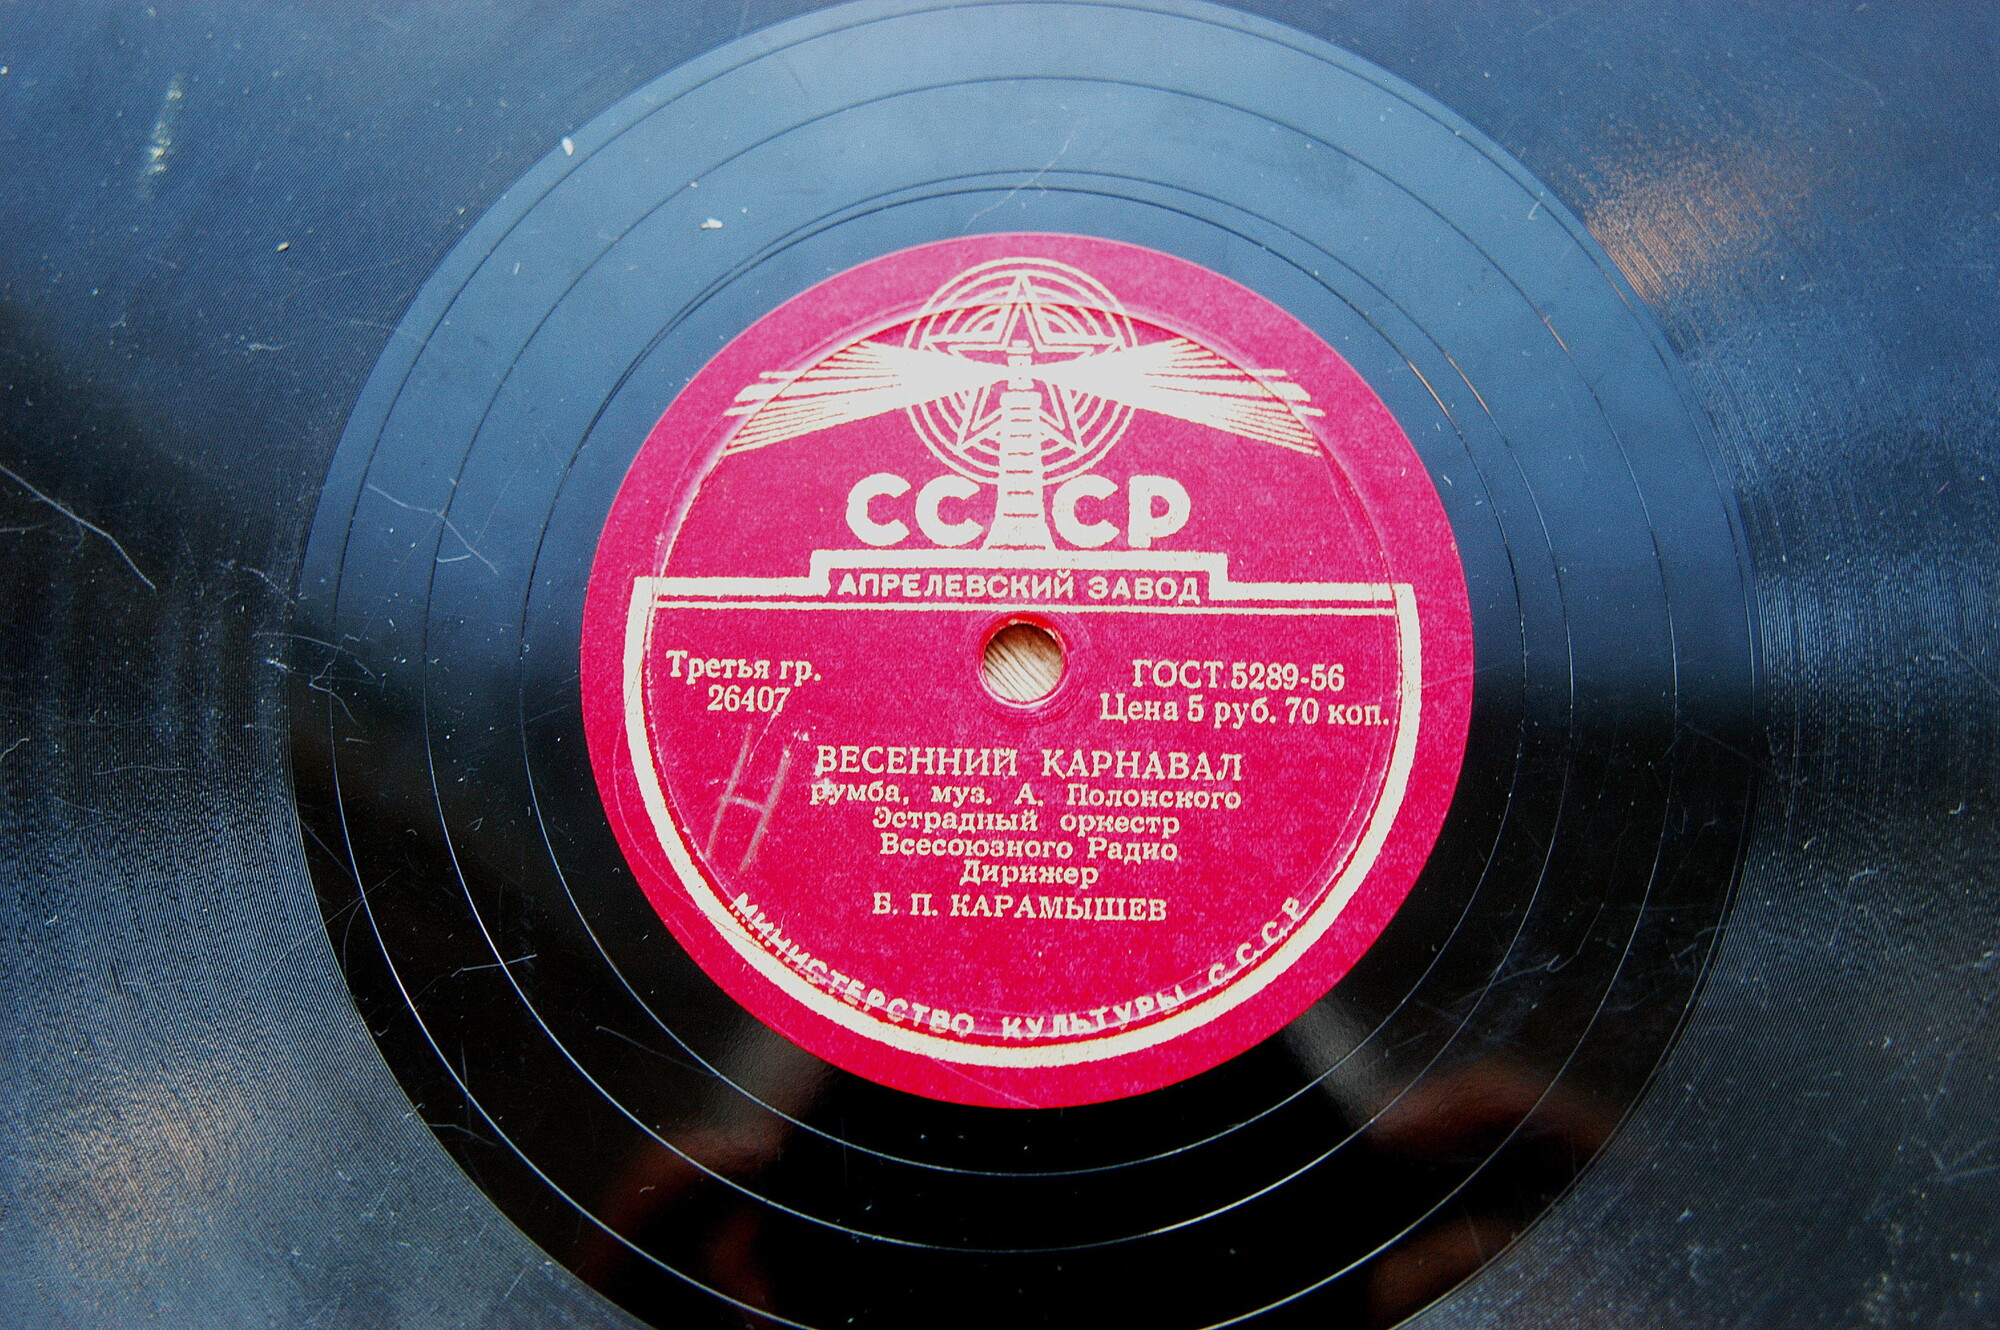 СССР
АПРЕЛЕВСКИЙ ЗАВОД
Третья гр.
26407
ГОСТ 5289-56
Цена 5 руб. 70 коп.
ВЕСЕННИЙ КАРНАВАЛ
румба, муз. А. Полонского
Эстрадный оркестр
Всесоюзного Радио
Дирижер
Б. П. КАРАМЫШЕВ
МИНИСТЕРСТВО КУЛЬТУРЫ С.С.С.Р.